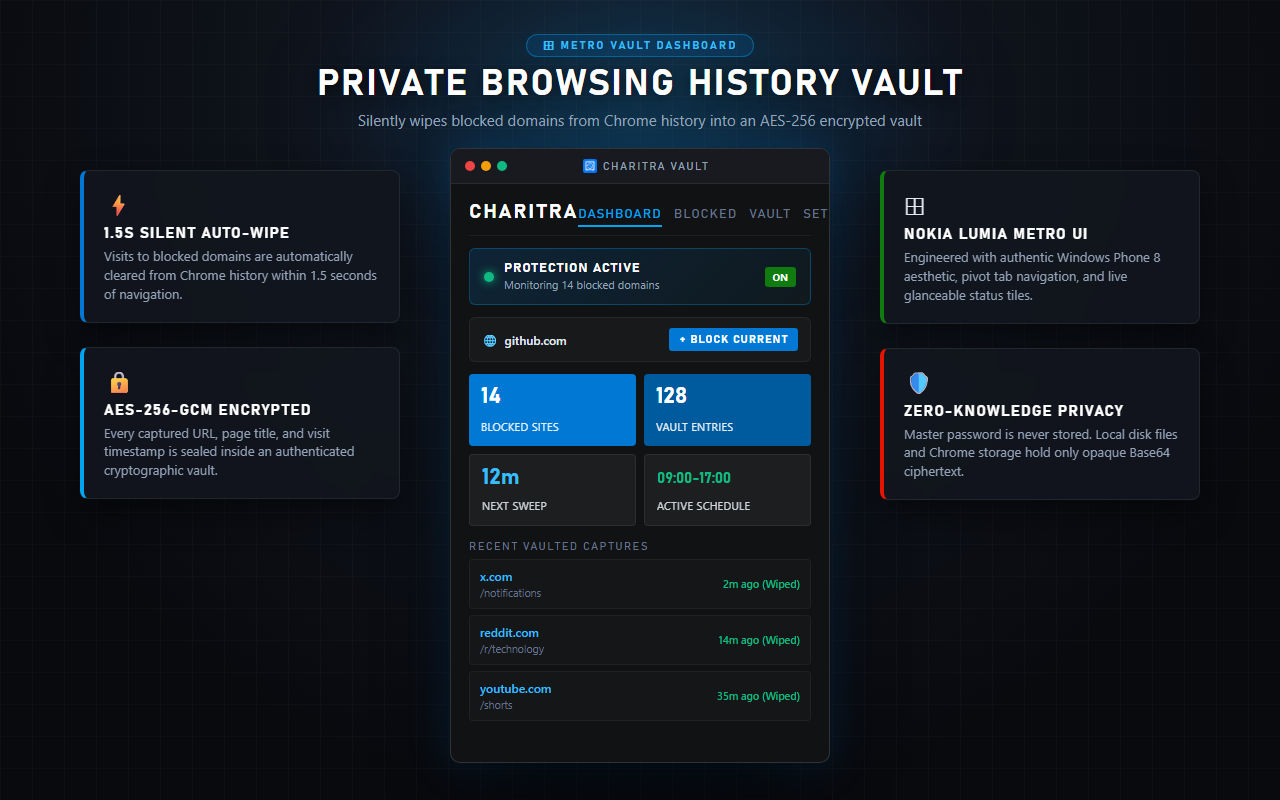 METRO VAULT DASHBOARD
PRIVATE BROWSING HISTORY VAULT
Silently wipes blocked domains from Chrome history into an AES-256 encrypted vault
1.5S SILENT AUTO-WIPE
Visits to blocked domains are automatically
cleared from Chrome history within 1.5 seconds
of navigation.
AES-256-GCM ENCRYPTED
Every captured URL, page title, and visit
timestamp is sealed inside an authenticated
cryptographic vault.
CHARITRA VAULT
CHARITRA DASHBOARD BLOCKED VAULT SET
PROTECTION ACTIVE
Monitoring 14 blocked domains
ON
github.com
+ BLOCK CURRENT
14
BLOCKED SITES
128
VAULT ENTRIES
12m
NEXT SWEEP
09:00–17:00
ACTIVE SCHEDULE
RECENT VAULTED CAPTURES
x.com
/notifications
2m ago (Wiped)
reddit.com
/r/technology
14m ago (Wiped)
youtube.com
/shorts
35m ago (Wiped)
NOKIA LUMIA METRO UI
Engineered with authentic Windows Phone 8
aesthetic, pivot tab navigation, and live
glanceable status tiles.
ZERO-KNOWLEDGE PRIVACY
Master password is never stored. Local disk files
and Chrome storage hold only opaque Base64
ciphertext.